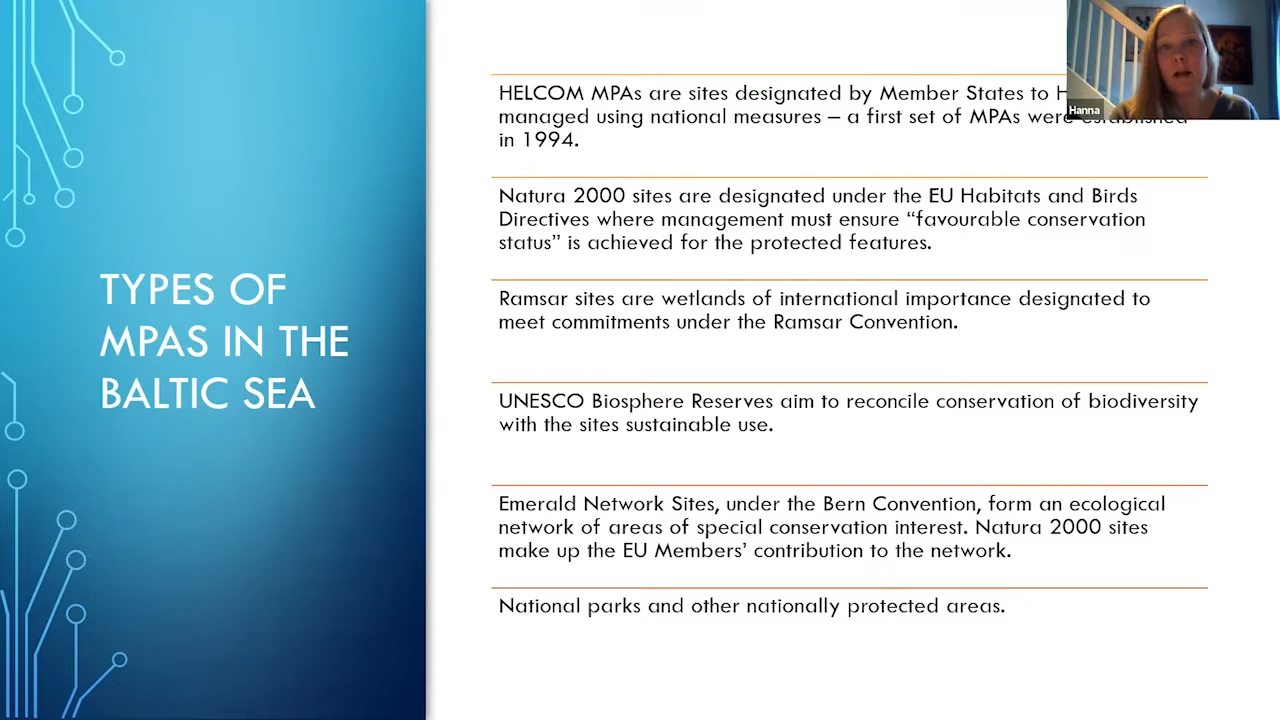 TYPES OF
MPAS IN THE
BALTIC SEA
HELCOM MPAs are sites designated by Member States to
managed using national measures – a first set of MPAs were established
in 1994.
Natura 2000 sites are designated under the EU Habitats and Birds
Directives where management must ensure “favourable conservation
status” is achieved for the protected features.
Ramsar sites are wetlands of international importance designated to
meet commitments under the Ramsar Convention.
UNESCO Biosphere Reserves aim to reconcile conservation of biodiversity
with the sites sustainable use.
Emerald Network Sites, under the Bern Convention, form an ecological
network of areas of special conservation interest. Natura 2000 sites
make up the EU Members’ contribution to the network.
National parks and other nationally protected areas.
Hanna